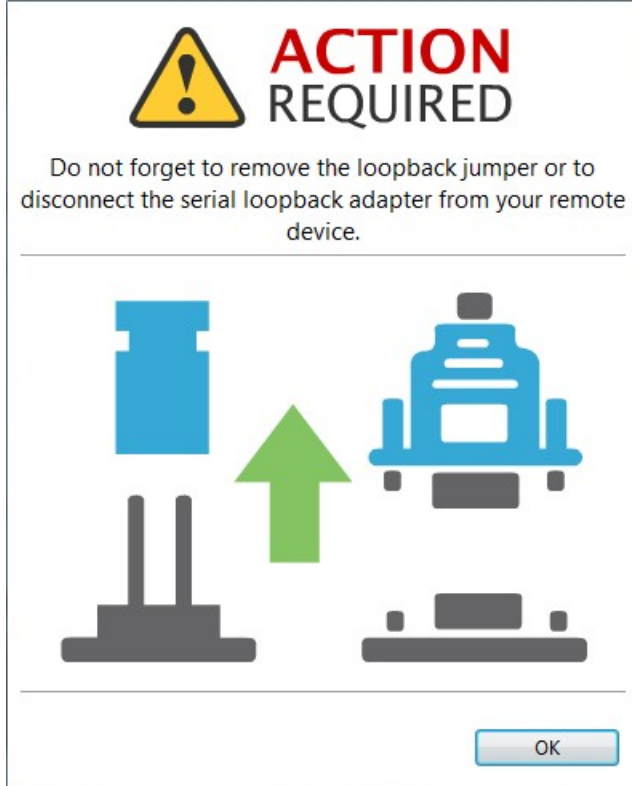 ACTION
REQUIRED
Do not forget to remove the loopback jumper or to
disconnect the serial loopback adapter from your remote
device.
OK